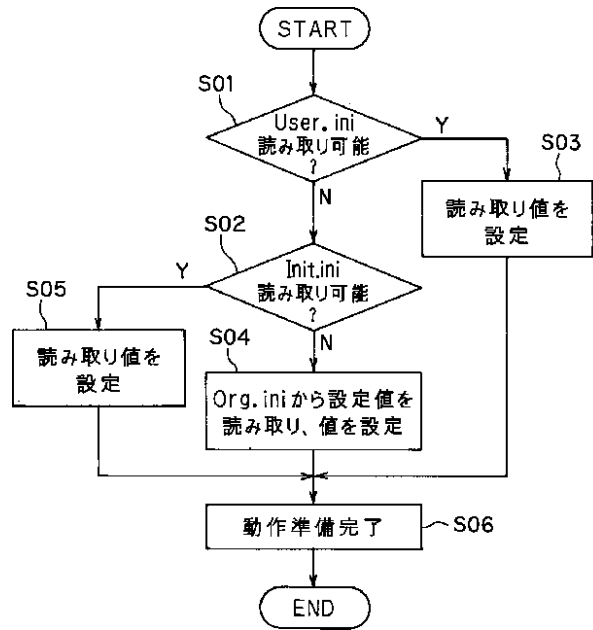 START
S01
User.ini
読み取り可能
?
Y
N
S03
読み取り値を
設定
S02
Init.ini
読み取り可能
?
Y
N
S05
読み取り値を
設定
S04
Org.iniから設定値を
読み取り、値を設定
動作準備完了
S06
END